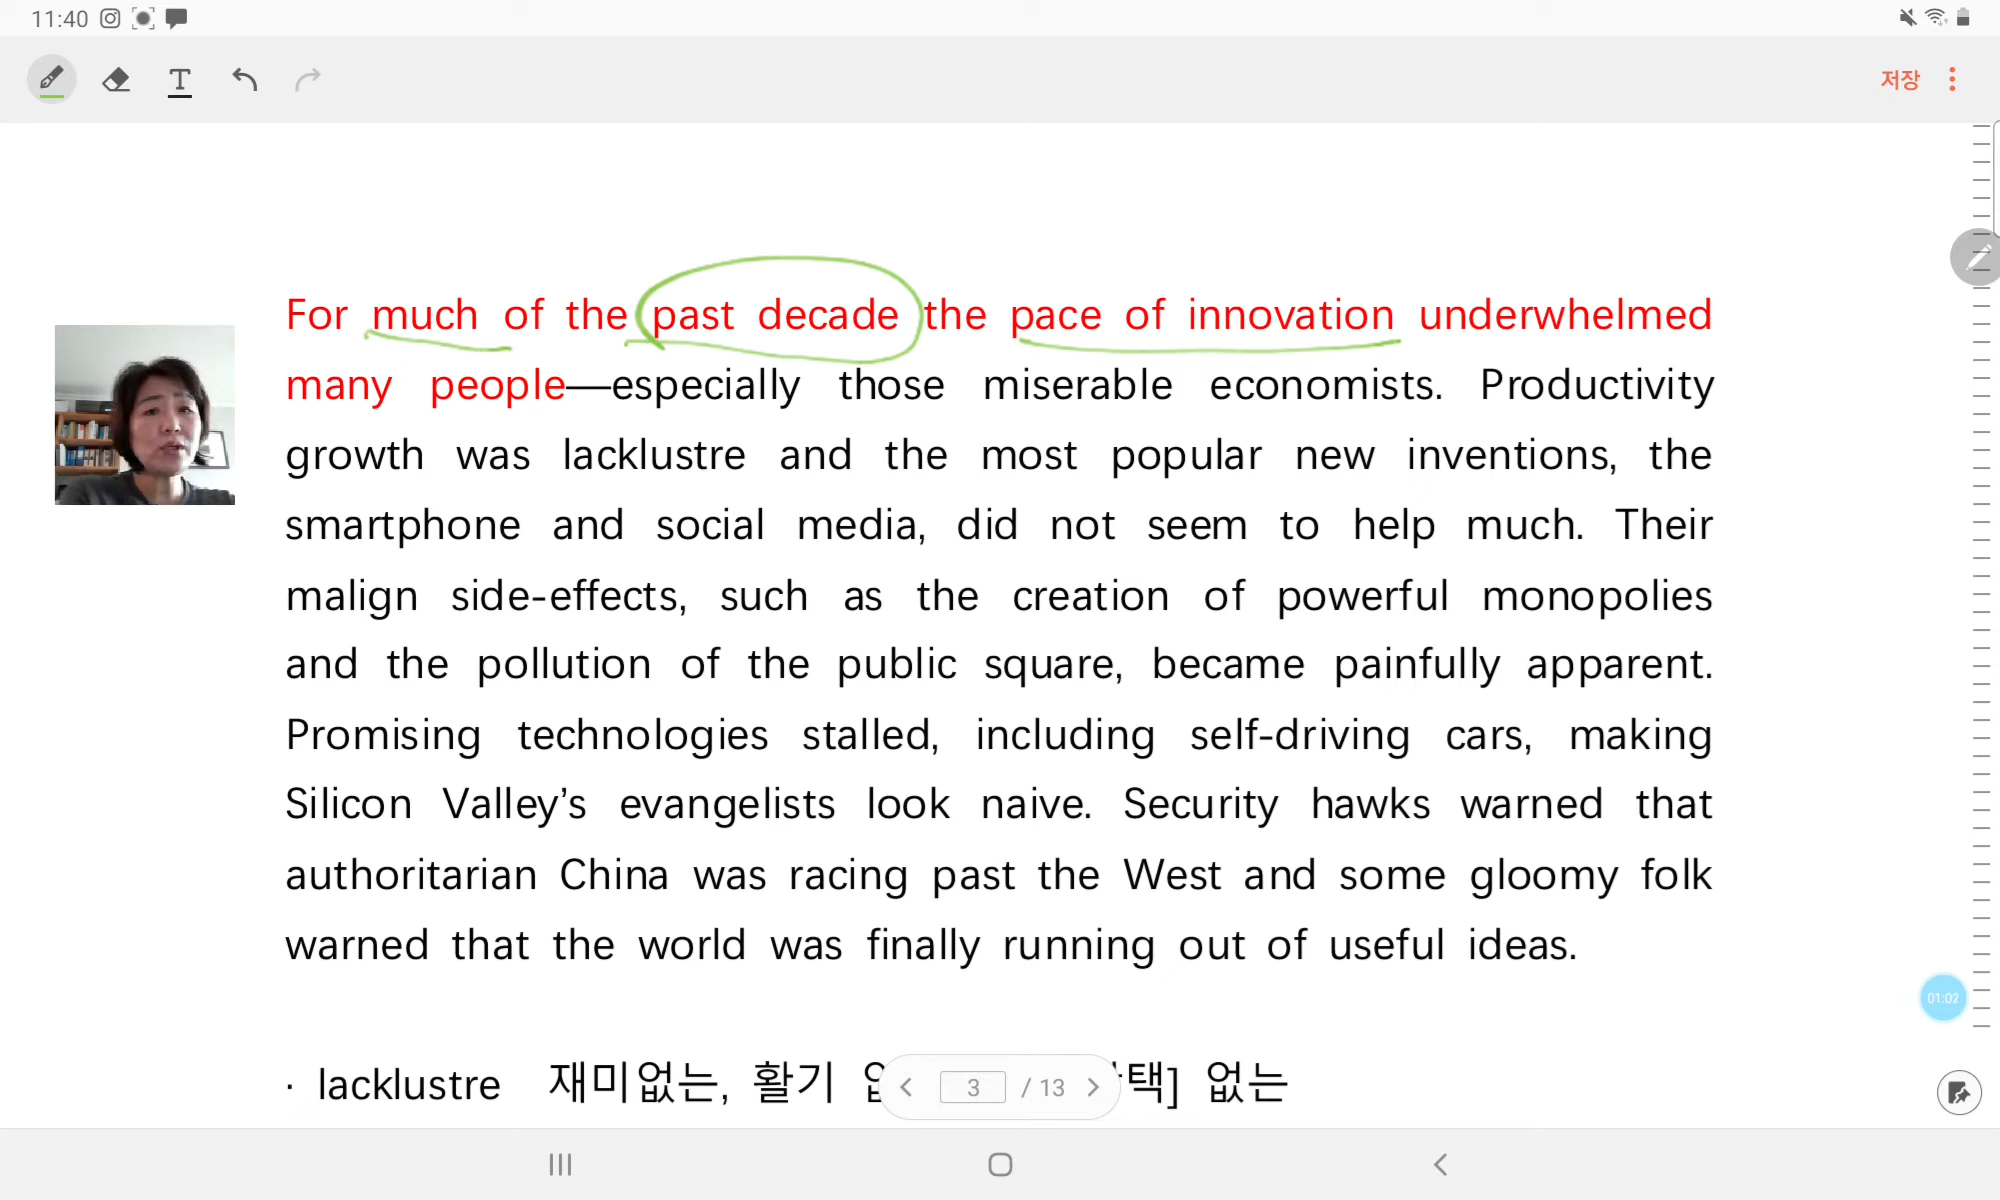 11:40
저장
For much of the past decade the pace of innovation underwhelmed
many people—especially those miserable economists. Productivity
growth was lacklustre and the most popular new inventions, the
smartphone and social media, did not seem to help much. Their
malign side-effects, such as the creation of powerful monopolies
and the pollution of the public square, became painfully apparent.
Promising technologies stalled, including self-driving cars, making
Silicon Valley’s evangelists look naive. Security hawks warned that
authoritarian China was racing past the West and some gloomy folk
warned that the world was finally running out of useful ideas.
01:02
· lacklustre 재미없는, 활기 택] 없는
3 / 13